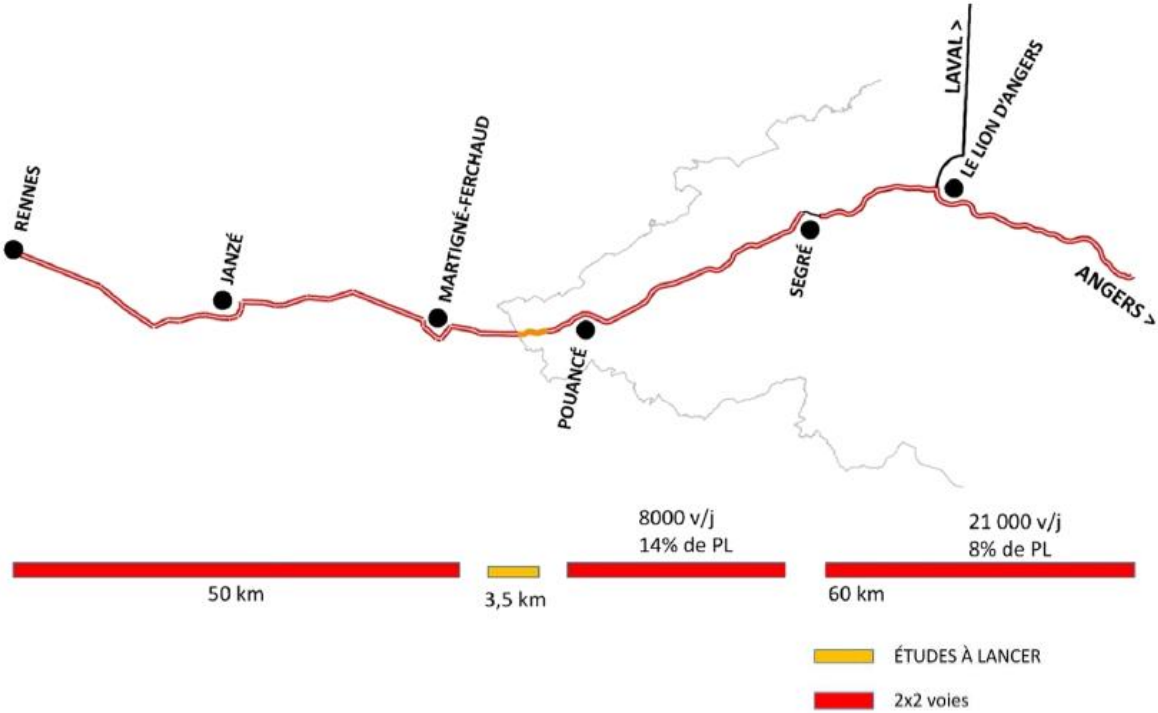 RENNES
JANZÉ
MARTIGNÉ-FERCHAUD
POUANCÉ
SEGRÉ
LAVAL >
LE LION D'ANGERS
ANGERS >
8000 v/j
14% de PL
21 000 v/j
8% de PL
50 km
3,5 km
60 km
ÉTUDES À LANCER
2x2 voies